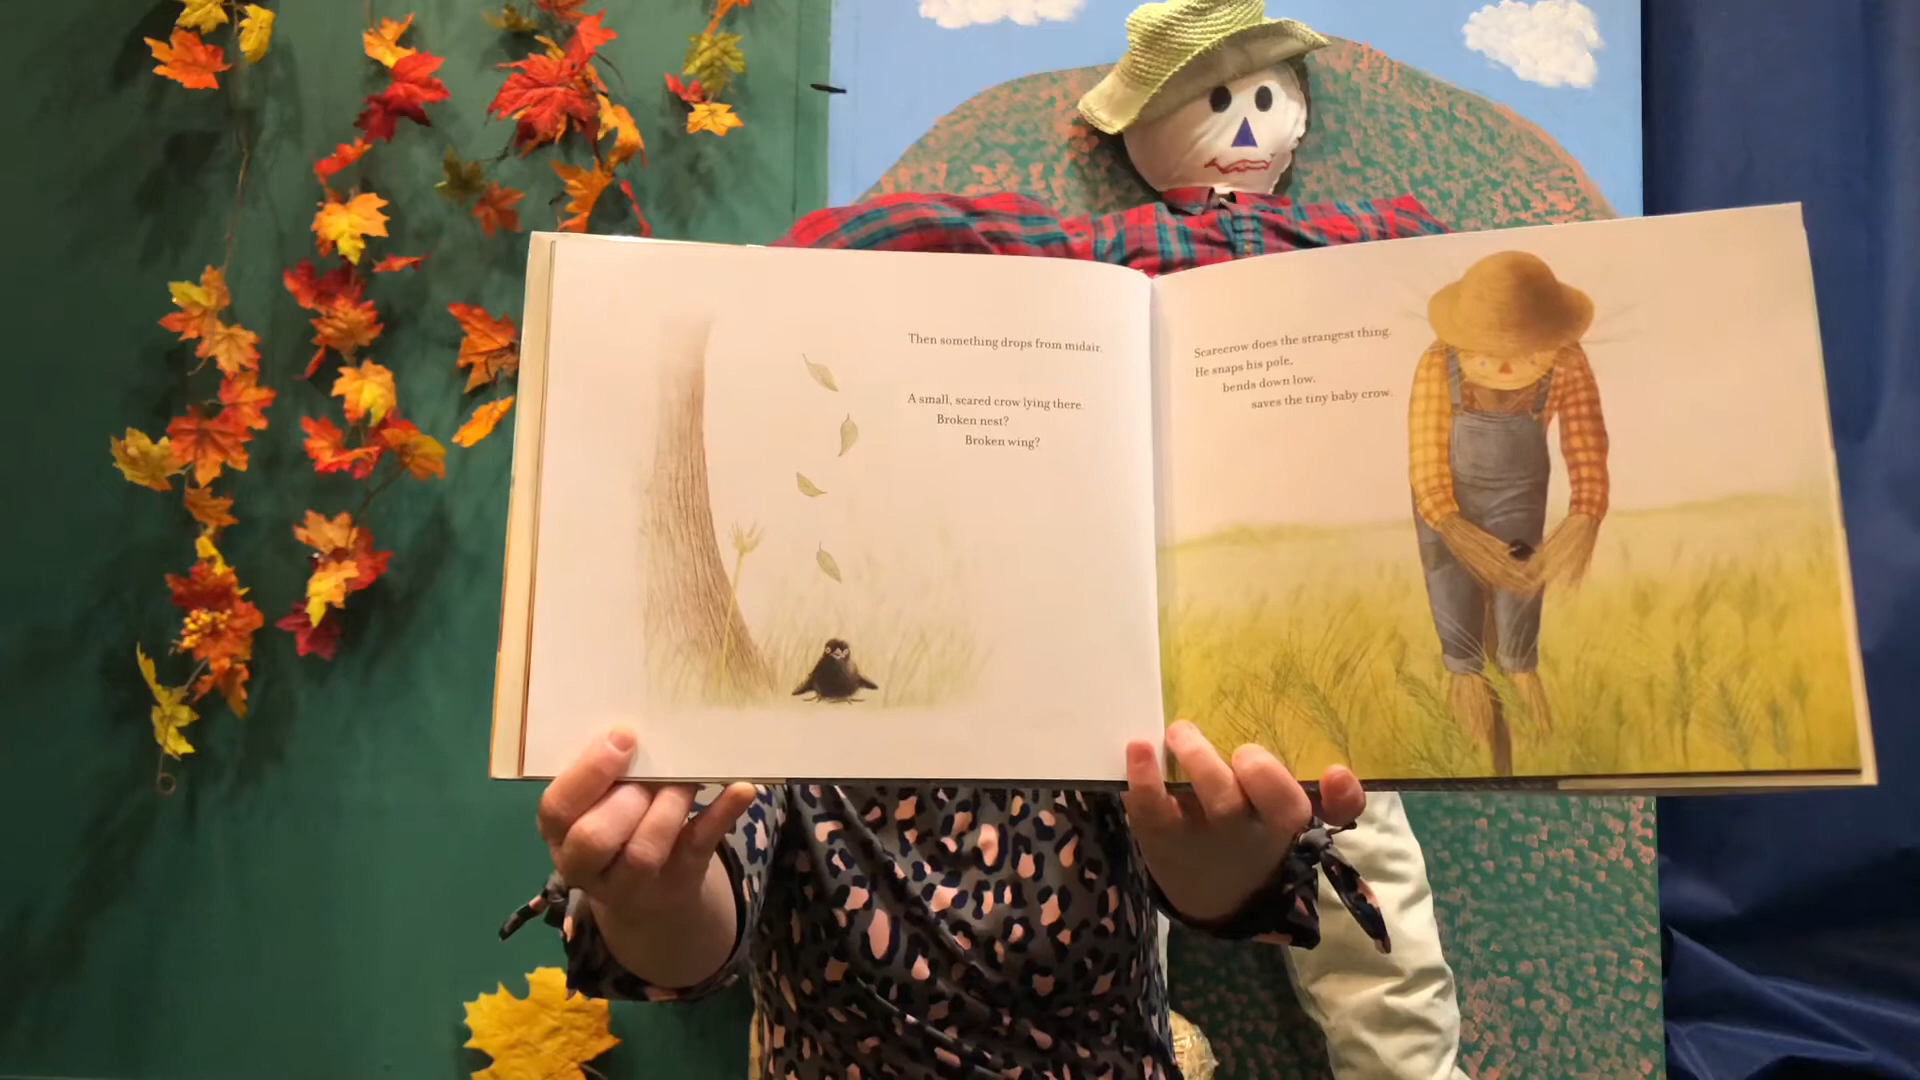 Then something drops from midair.
A small, scared crow lying there.
Broken nest?
Broken wing?
Scarecrow does the strangest thing.
He snaps his pole,
bends down low,
saves the tiny baby crow.